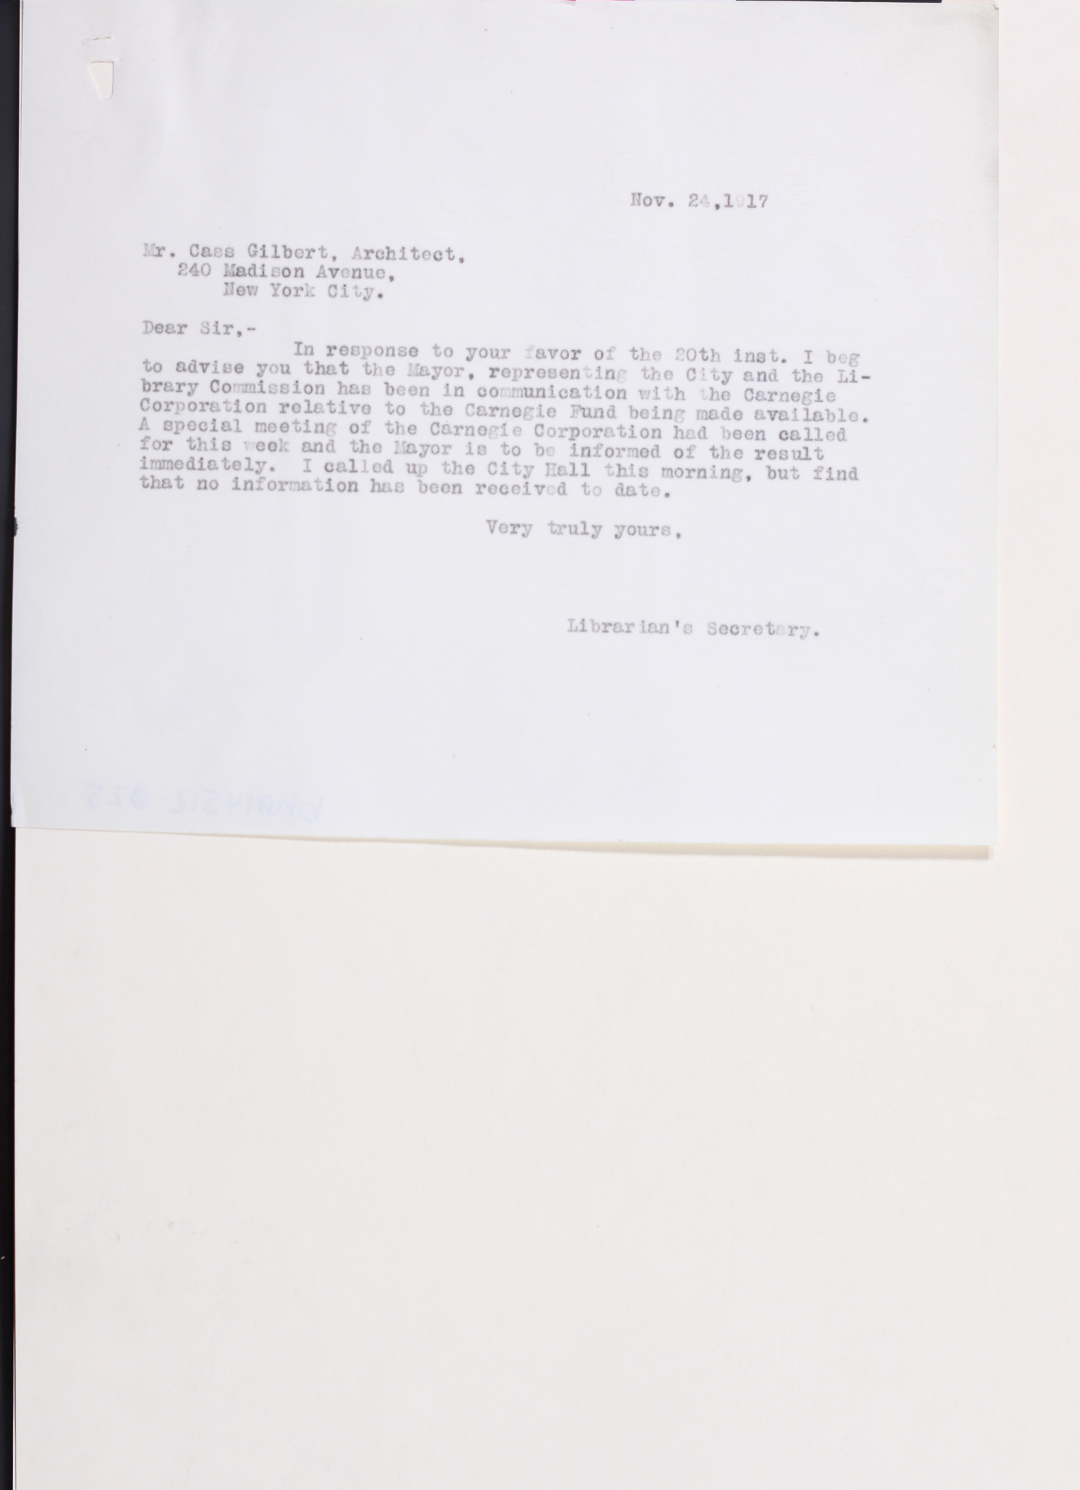 Nov. 24,1917
Mr. Cass Gilbert, Architect,
240 Madison Avenue,
New York City.
Dear Sir,-
In response to your favor of the 20th inst. I beg
to advise you that the Mayor, representing the City and the Li-
brary Commission has been in communication with the Carnegie
Corporation relative to the Carnegie Fund being made available.
A special meeting of the Carnegie Corporation had been called
for this week and the Mayor is to be informed of the result
immediately. I called up the City Hall this morning, but find
that no information has been received to date.
Very truly yours,
Librarian's Secretary.